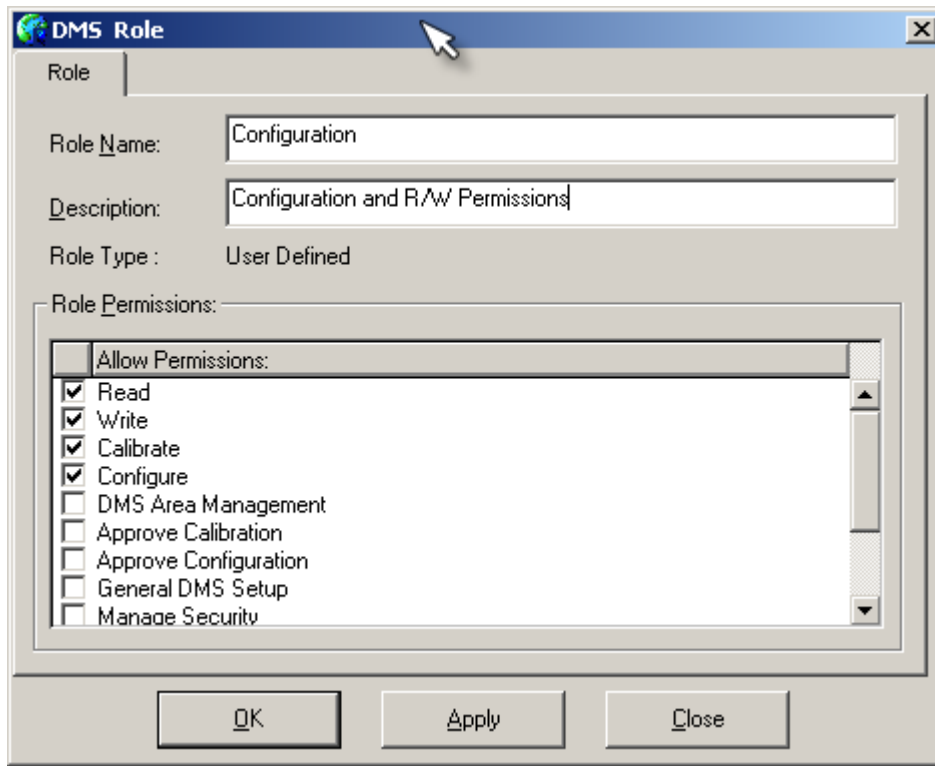 DMS Role
Role
Role Name:
Configuration
Description:
Configuration and R/W Permissions
Role Type :
User Defined
Role Permissions:
Allow Permissions:
Read
Write
Calibrate
Configure
DMS Area Management
Approve Calibration
Approve Configuration
General DMS Setup
Manage Security
OK
Apply
Close